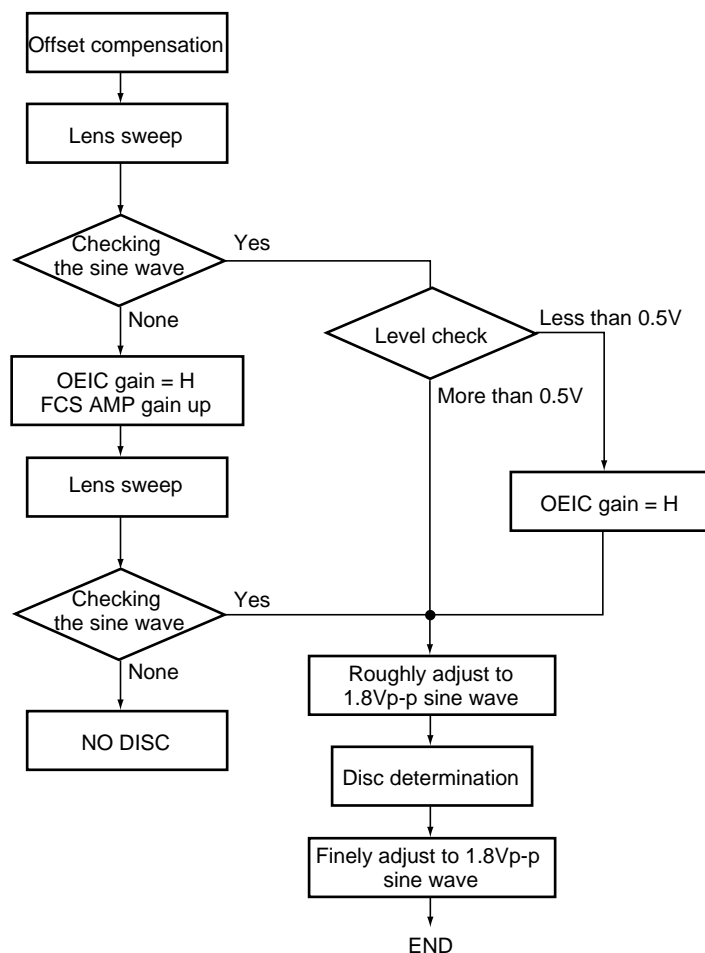 Offset compensation
Lens sweep
Checking
the sine wave
Yes
None
Level check
Less than 0.5V
More than 0.5V
OEIC gain = H
FCS AMP gain up
Lens sweep
OEIC gain = H
Checking
the sine wave
Yes
None
NO DISC
Roughly adjust to
1.8Vp-p sine wave
Disc determination
Finely adjust to 1.8Vp-p
sine wave
END